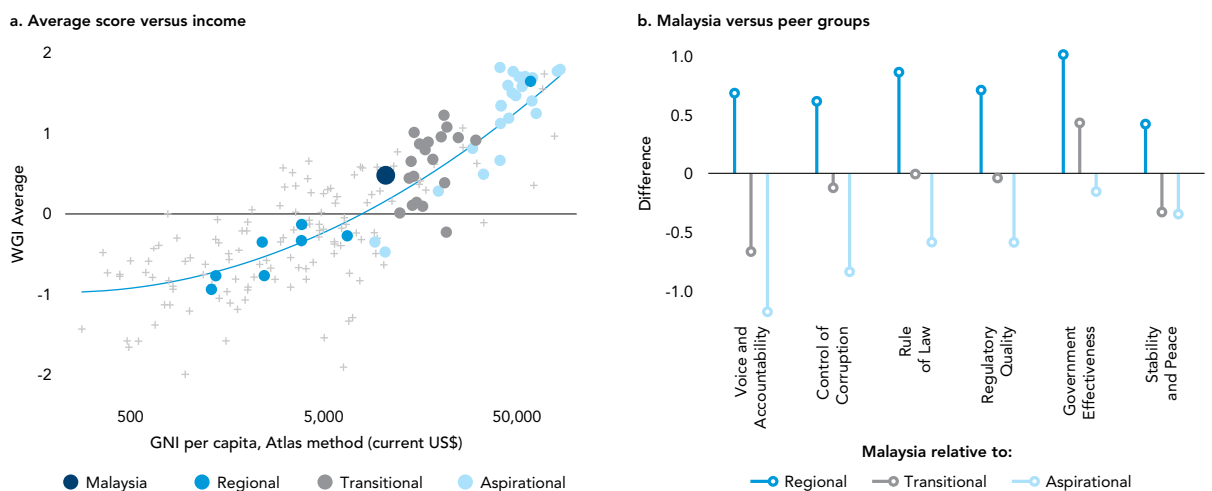 a. Average score versus income
2
1
0
-1
-2
WGI Average
500
5,000
50,000
GNI per capita, Atlas method (current US$)
Malaysia
Regional
Transitional
Aspirational
b. Malaysia versus peer groups
1.0
0.5
0
-0.5
-1.0
Difference
Voice and
Accountability
Control of
Corruption
Rule
of Law
Regulatory
Quality
Government
Effectiveness
Stability
and Peace
Malaysia relative to:
Regional
Transitional
Aspirational